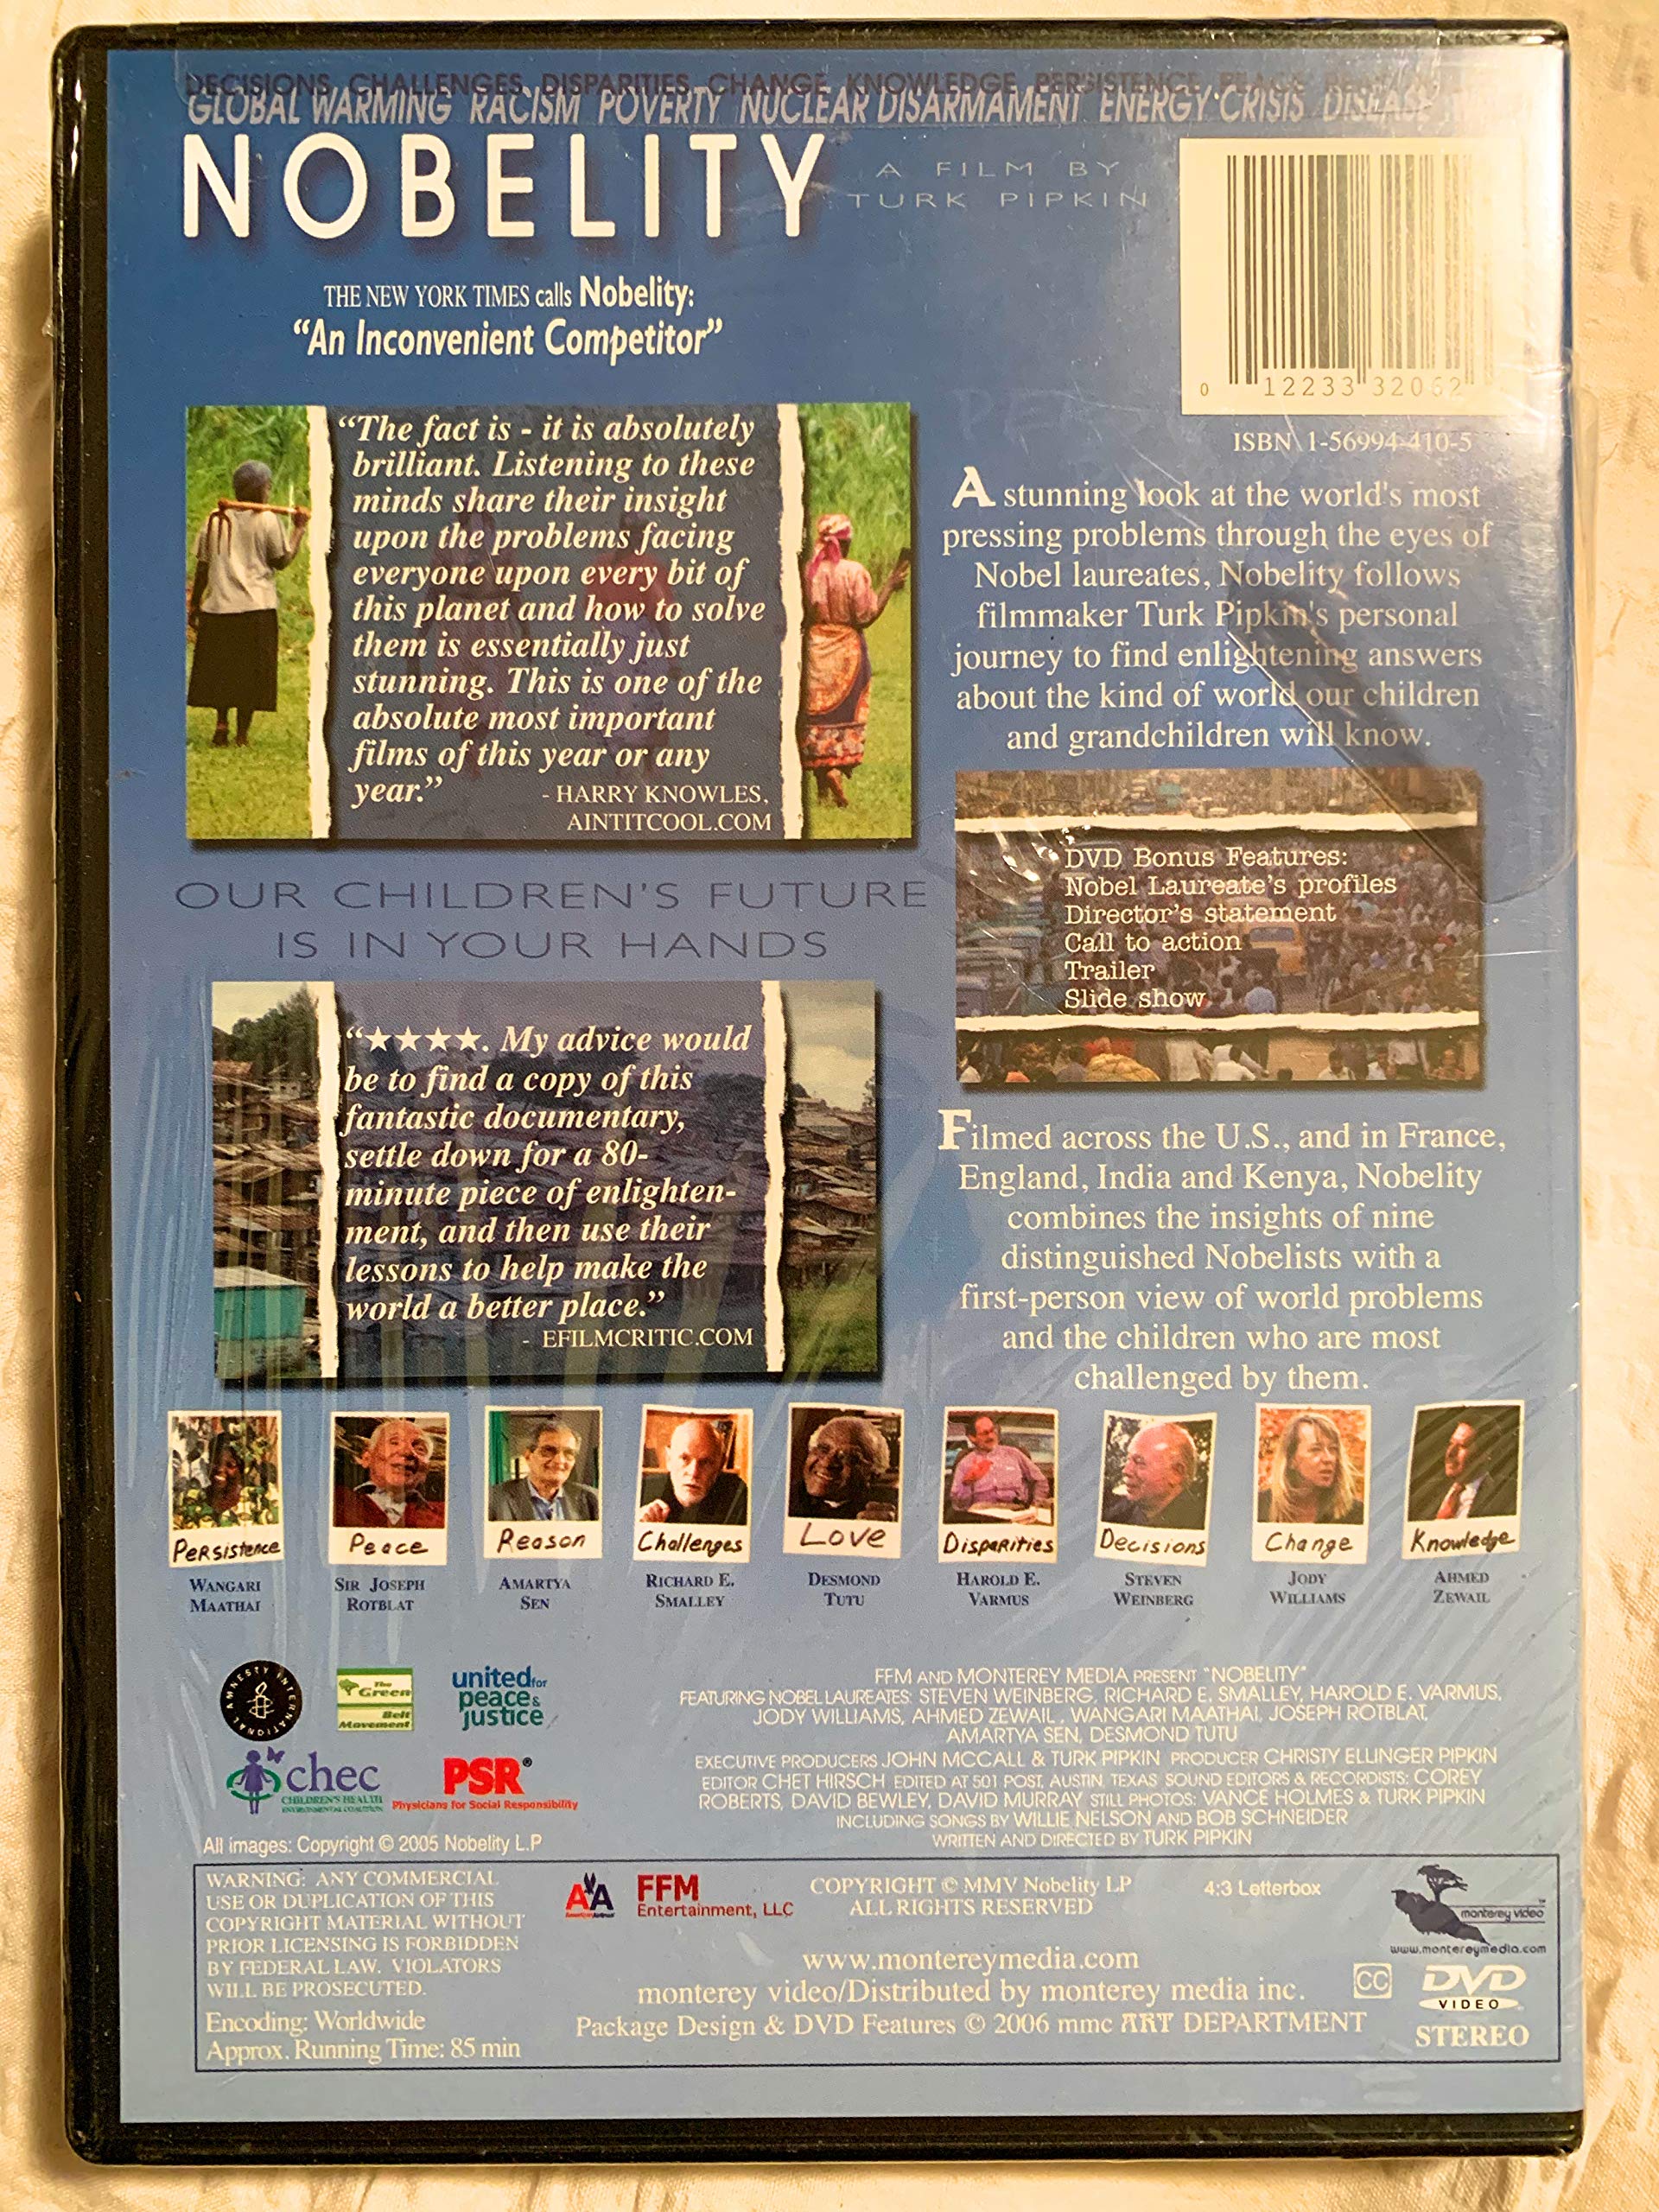 DECISIONS CHALLENGES DISPARITIES CHANGE KNOWLEDGE PERSISTENCE PEACE
GLOBAL WARMING RACISM POVERTY NUCLEAR DISARMAMENT ENERGY CRISIS DISEASE
NOBELITY
A FILM BY
TURK PIPKIN
THE NEW YORK TIMES calls Nobelity:
“An Inconvenient Competitor”
0 12233 32062
ISBN 1-56994-410-5
“The fact is - it is absolutely
brilliant. Listening to these
minds share their insight
upon the problems facing
everyone upon every bit of
this planet and how to solve
them is essentially just
stunning. This is one of the
absolute most important
films of this year or any
year.”
- HARRY KNOWLES,
AINTITCOOL.COM
A stunning look at the world's most
pressing problems through the eyes of
Nobel laureates, Nobelity follows
filmmaker Turk Pipkin's personal
journey to find enlightening answers
about the kind of world our children
and grandchildren will know.
DVD Bonus Features:
Nobel Laureate's profiles
Director's statement
Call to action
Trailer
Slide show
OUR CHILDREN'S FUTURE
IS IN YOUR HANDS
“★★★★. My advice would
be to find a copy of this
fantastic documentary,
settle down for a 80-
minute piece of enlighten-
ment, and then use their
lessons to help make the
world a better place.”
- EFILMCRITIC.COM
Filmed across the U.S., and in France,
England, India and Kenya, Nobelity
combines the insights of nine
distinguished Nobelists with a
first-person view of world problems
and the children who are most
challenged by them.
Persistence Peace Reason Challenges Love Disparities Decisions Change Knowledge
WANGARI MAATHAI
SIR JOSEPH ROTBLAT
AMARTYA SEN
RICHARD E. SMALLEY
DESMOND TUTU
HAROLD E. VARMUS
STEVEN WEINBERG
JODY WILLIAMS
AHMED ZEWAIL
AMNESTY INTERNATIONAL
The Green
Belt
Movement
united for
peace &
justice
chec
CHILDREN'S HEALTH
ENVIRONMENTAL COALITION
PSR®
Physicians for Social Responsibility
All images: Copyright © 2005 Nobelity L.P
FFM AND MONTEREY MEDIA PRESENT "NOBELITY"
FEATURING NOBEL LAUREATES: STEVEN WEINBERG, RICHARD E. SMALLEY, HAROLD E. VARMUS,
JODY WILLIAMS, AHMED ZEWAIL, WANGARI MAATHAI, JOSEPH ROTBLAT,
AMARTYA SEN, DESMOND TUTU
EXECUTIVE PRODUCERS JOHN MCCALL & TURK PIPKIN PRODUCER CHRISTY ELLINGER PIPKIN
EDITOR CHET HIRSCH EDITED AT 501 POST, AUSTIN, TEXAS SOUND EDITORS & RECORDISTS: COREY
ROBERTS, DAVID BEWLEY, DAVID MURRAY STILL PHOTOS: VANCE HOLMES & TURK PIPKIN
INCLUDING SONGS BY WILLIE NELSON AND BOB SCHNEIDER
WRITTEN AND DIRECTED BY TURK PIPKIN
WARNING: ANY COMMERCIAL
USE OR DUPLICATION OF THIS
COPYRIGHT MATERIAL WITHOUT
PRIOR LICENSING IS FORBIDDEN
BY FEDERAL LAW. VIOLATORS
WILL BE PROSECUTED.
Encoding: Worldwide
Approx. Running Time: 85 min
AA
FFM
Entertainment, LLC
COPYRIGHT © MMV Nobelity LP
ALL RIGHTS RESERVED
4:3 Letterbox
monterey video™
www.montereymedia.com
www.montereymedia.com
monterey video/Distributed by monterey media inc.
Package Design & DVD Features © 2006 mmc ART DEPARTMENT
CC
DVD
VIDEO
STEREO